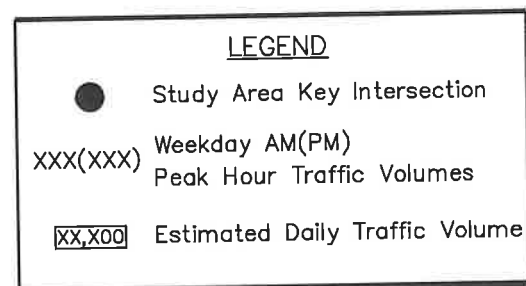 LEGEND
Study Area Key Intersection
XXX(XXX) Weekday AM(PM)
Peak Hour Traffic Volumes
XX,X00 Estimated Daily Traffic Volume